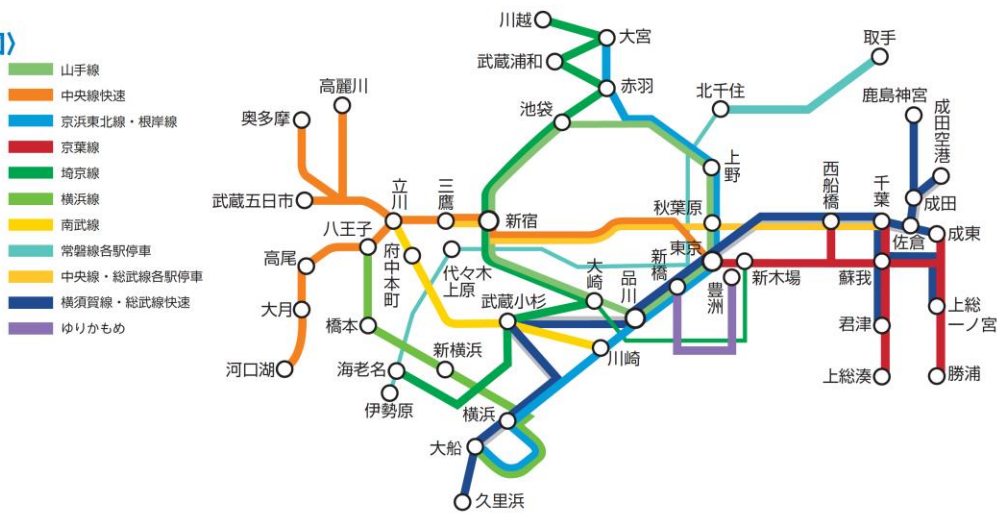 図〉
山手線
中央線快速
京浜東北線・根岸線
京葉線
埼京線
横浜線
南武線
常磐線各駅停車
中央線・総武線各駅停車
横須賀線・総武線快速
ゆりかもめ
川越
大宮
武蔵浦和
赤羽
取手
高麗川
北千住
鹿島神宮
成田空港
奥多摩
池袋
上野
武蔵五日市
立川
三鷹
新宿
秋葉原
西船橋
千葉
成田
八王子
府中本町
代々木
上原
東京
新橋
佐倉
成東
高尾
大崎
品川
豊洲
新木場
蘇我
大月
武蔵小杉
橋本
川崎
君津
上総
一ノ宮
河口湖
海老名
新横浜
伊勢原
上総湊
勝浦
横浜
大船
久里浜